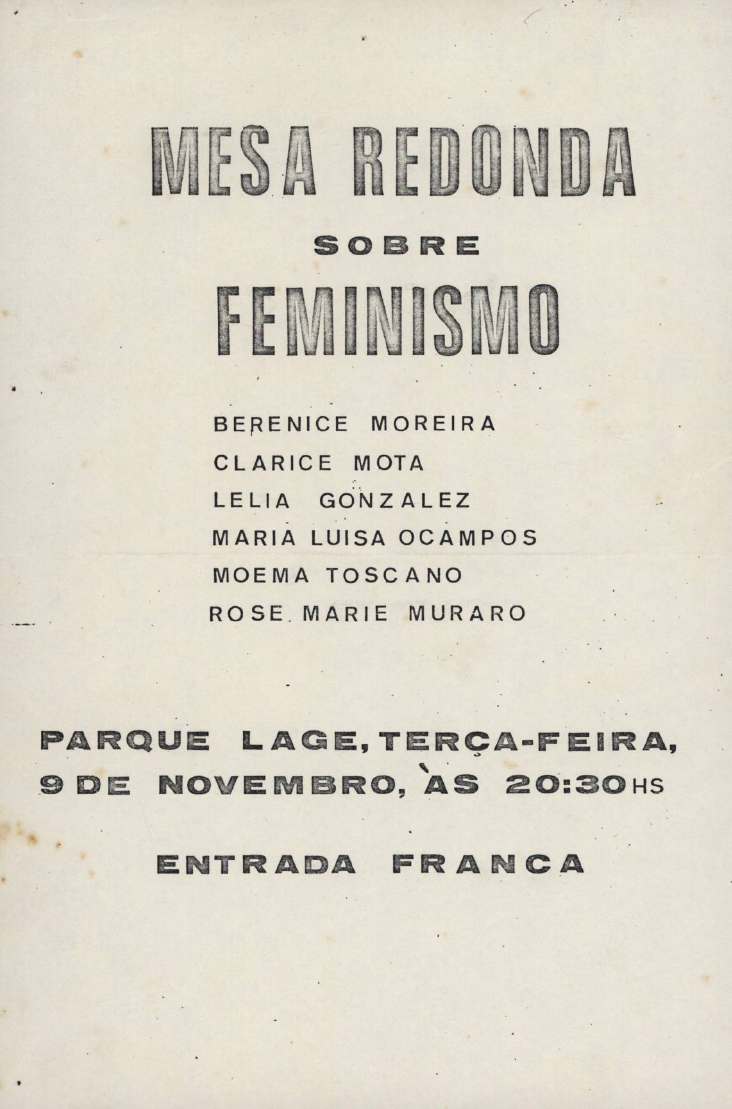 MESA REDONDA
SOBRE
FEMINISMO
BERENICE MOREIRA
CLARICE MOTA
LELIA GONZALEZ
MARIA LUISA OCAMPOS
MOEMA TOSCANO
ROSE MARIE MURARO
PARQUE LAGE, TERÇA-FEIRA,
9 DE NOVEMBRO, ÀS 20:30HS
ENTRADA FRANCA